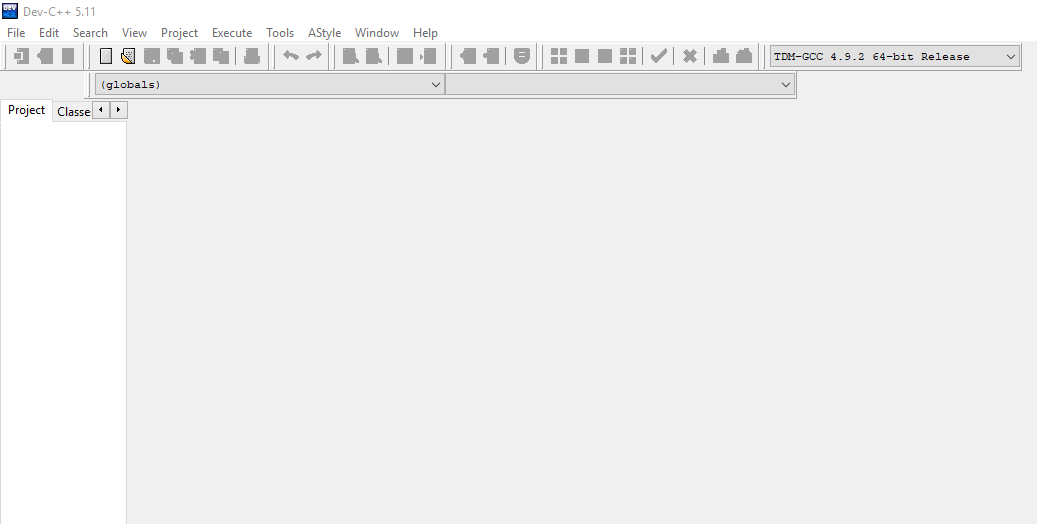 Dev-C++ 5.11
File Edit Search View Project Execute Tools AStyle Window Help
TDM-GCC 4.9.2 64-bit Release
(globals)
Project Classe